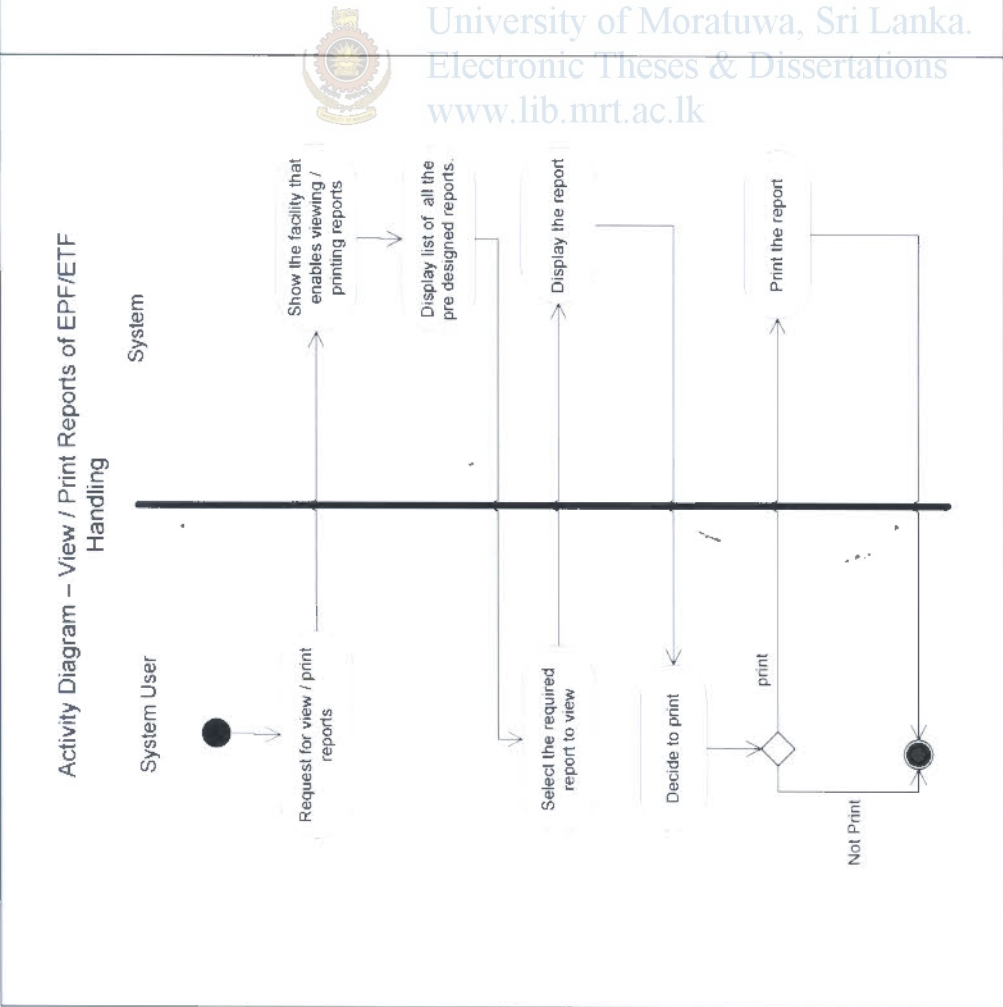 University of Moratuwa, Sri Lanka.
Electronic Theses & Dissertations
www.lib.mrt.ac.lk
Activity Diagram – View / Print Reports of EPF/ETF
Handling
System User
System
Request for view / print
reports
Show the facility that
enables viewing /
printing reports
Display list of all the
pre designed reports.
Select the required
report to view
Display the report
Decide to print
print
Print the report
Not Print